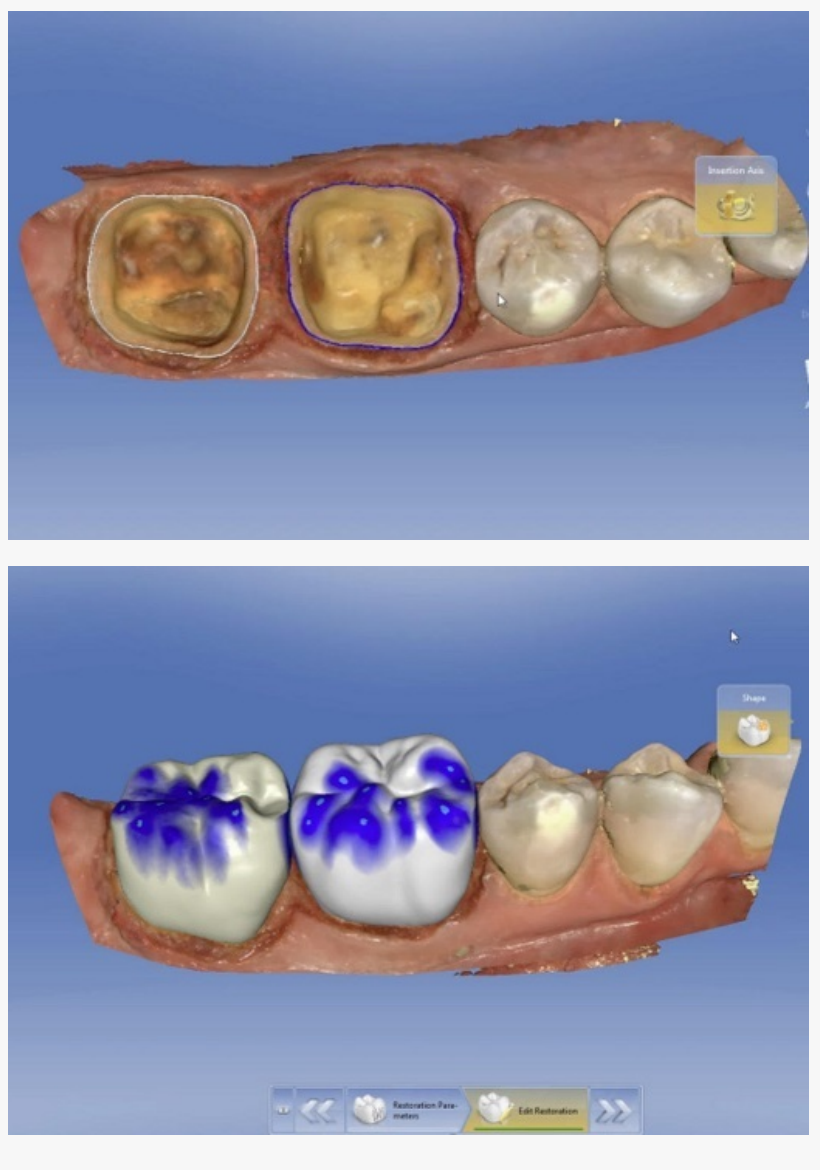 Insertion Axis
Shape
Restoration Para-
meters
Edit Restoration